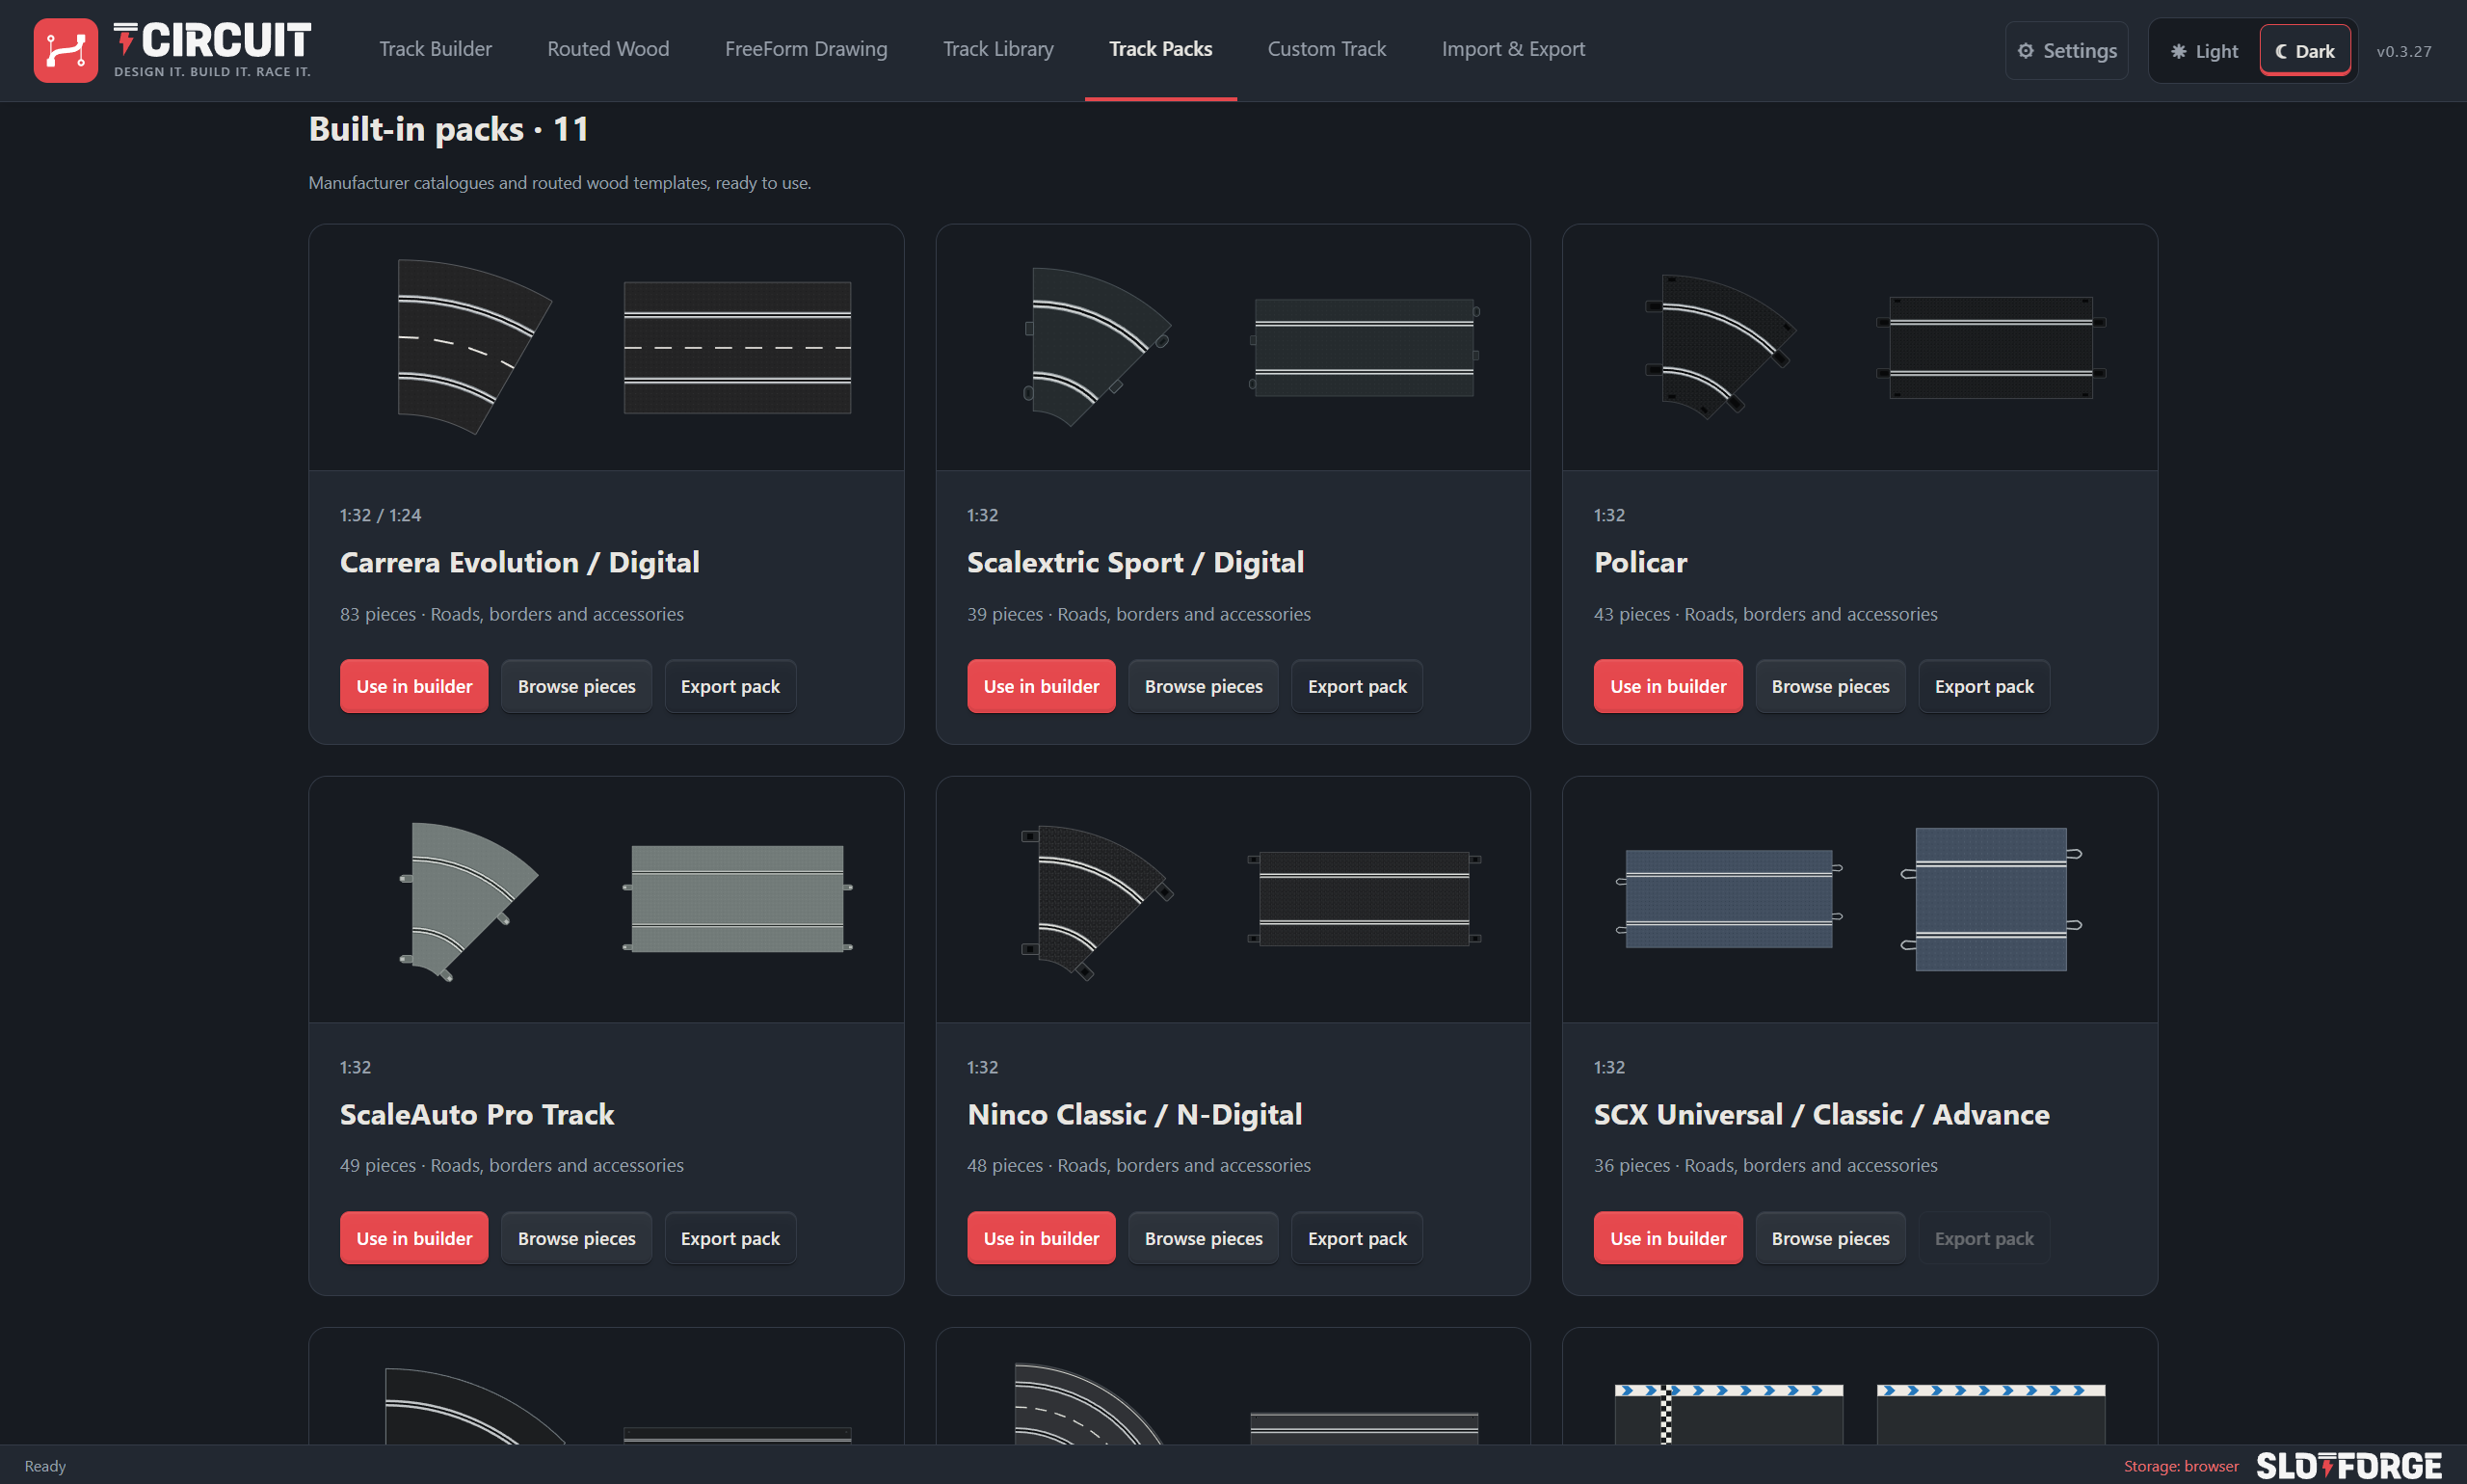 CIRCUIT
DESIGN IT. BUILD IT. RACE IT.
Track Builder
Routed Wood
FreeForm Drawing
Track Library
Track Packs
Custom Track
Import & Export
Settings
Light
Dark
v0.3.27
Built-in packs · 11
Manufacturer catalogues and routed wood templates, ready to use.
1:32 / 1:24
Carrera Evolution / Digital
83 pieces · Roads, borders and accessories
Use in builder
Browse pieces
Export pack
1:32
Scalextric Sport / Digital
39 pieces · Roads, borders and accessories
Use in builder
Browse pieces
Export pack
1:32
Policar
43 pieces · Roads, borders and accessories
Use in builder
Browse pieces
Export pack
1:32
ScaleAuto Pro Track
49 pieces · Roads, borders and accessories
Use in builder
Browse pieces
Export pack
1:32
Ninco Classic / N-Digital
48 pieces · Roads, borders and accessories
Use in builder
Browse pieces
Export pack
1:32
SCX Universal / Classic / Advance
36 pieces · Roads, borders and accessories
Use in builder
Browse pieces
Export pack
Ready
Storage: browser
SLOTFORGE